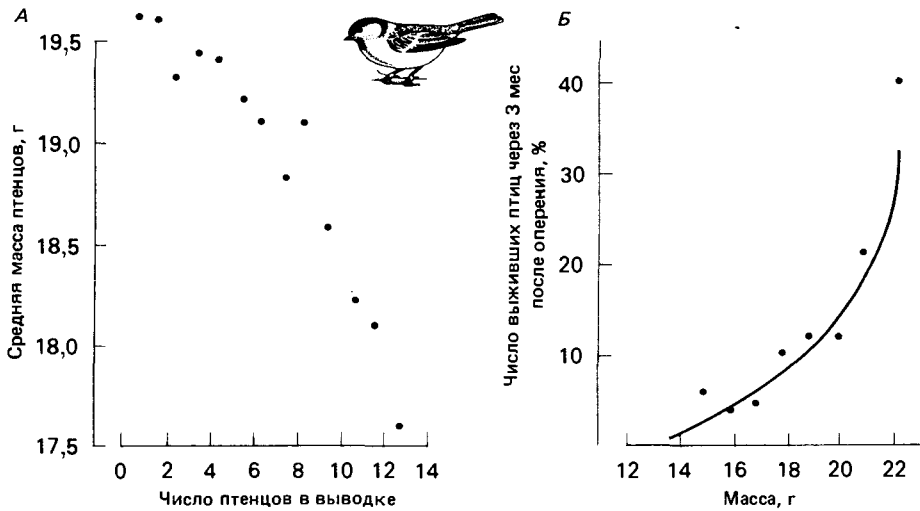 А
19,5
19,0
18,5
18,0
17,5
Средняя масса птенцов, г
0 2 4 6 8 10 12 14
Число птенцов в выводке
Б
40
30
20
10
Число выживших птиц через 3 мес
после оперения, %
12 14 16 18 20 22
Масса, г